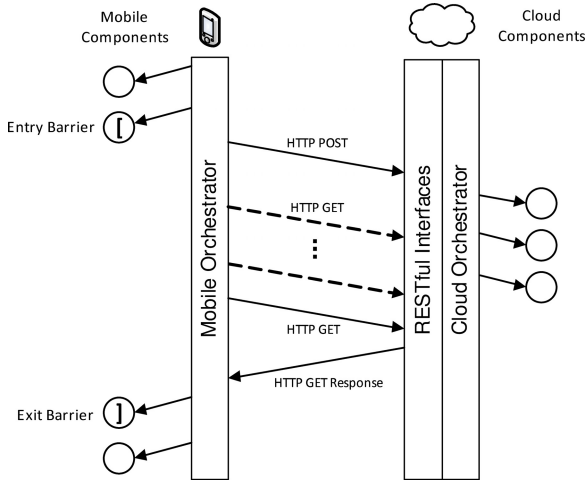 Mobile
Components
Cloud
Components
Entry Barrier
[
HTTP POST
HTTP GET
Mobile Orchestrator
RESTful Interfaces
Cloud Orchestrator
HTTP GET
HTTP GET Response
Exit Barrier
]